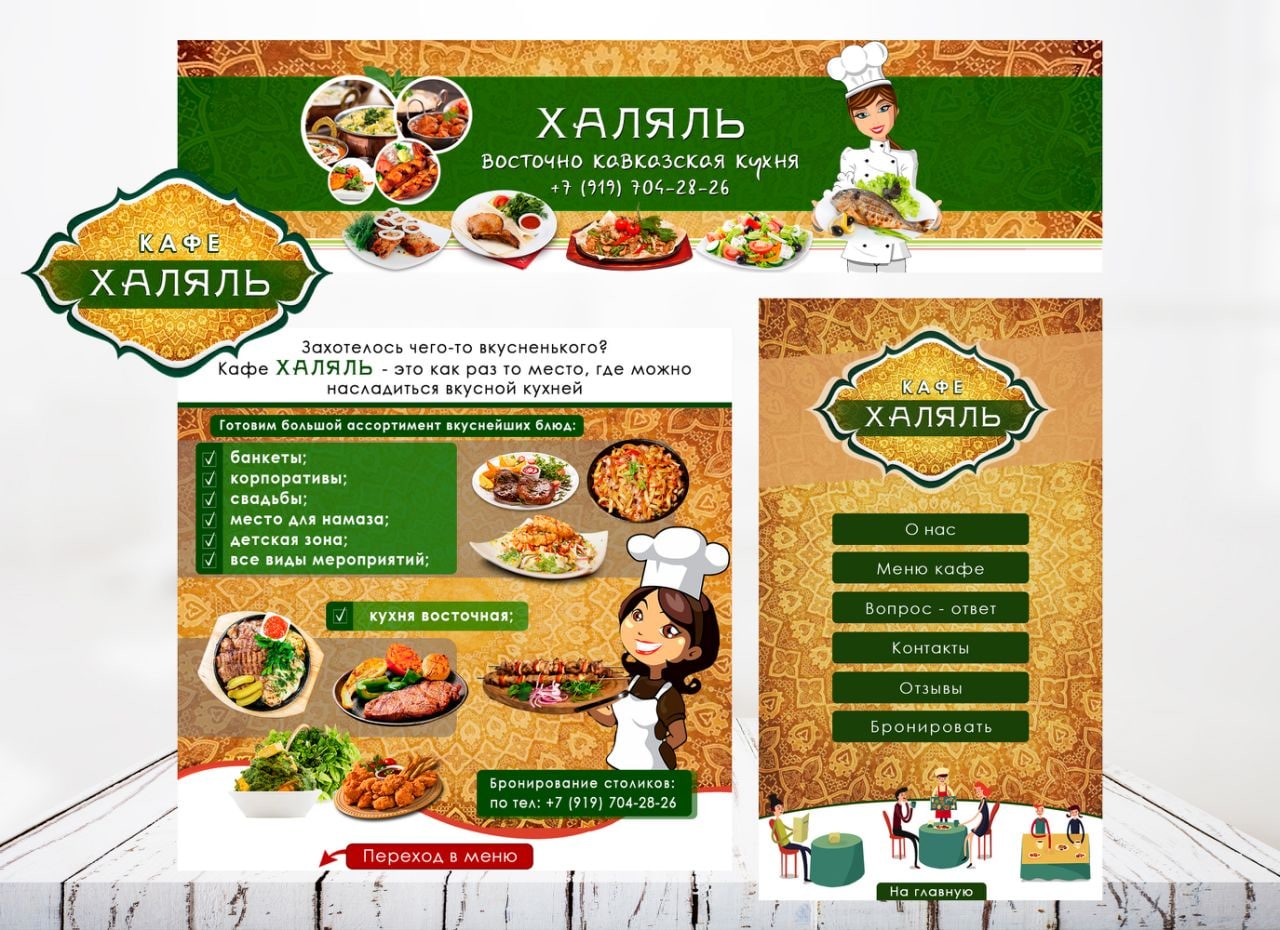 ХАЛЯЛЬ
Восточно кавказская кухня
+7 (919) 704-28-26
КАФЕ
ХАЛЯЛЬ
Захотелось чего-то вкусненького?
Кафе ХАЛЯЛЬ - это как раз то место, где можно
насладиться вкусной кухней
Готовим большой ассортимент вкуснейших блюд:
банкеты;
корпоративы;
свадьбы;
место для намаза;
детская зона;
все виды мероприятий;
кухня восточная;
Бронирование столиков:
по тел: +7 (919) 704-28-26
Переход в меню
КАФЕ
ХАЛЯЛЬ
О нас
Меню кафе
Вопрос - ответ
Контакты
Отзывы
Бронировать
На главную